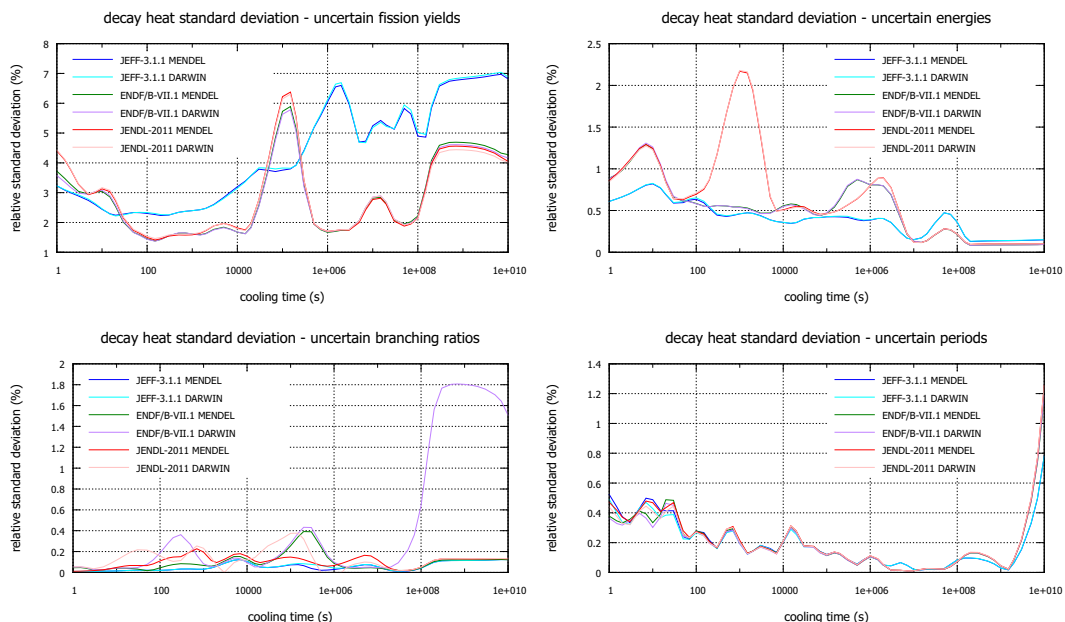 decay heat standard deviation - uncertain fission yields
relative standard deviation (%)
8
7
6
5
4
3
2
1
JEFF-3.1.1 MENDEL
JEFF-3.1.1 DARWIN
ENDF/B-VII.1 MENDEL
ENDF/B-VII.1 DARWIN
JENDL-2011 MENDEL
JENDL-2011 DARWIN
1 100 10000 1e+006 1e+008 1e+010
cooling time (s)
decay heat standard deviation - uncertain energies
relative standard deviation (%)
2.5
2
1.5
1
0.5
0
JEFF-3.1.1 MENDEL
JEFF-3.1.1 DARWIN
ENDF/B-VII.1 MENDEL
ENDF/B-VII.1 DARWIN
JENDL-2011 MENDEL
JENDL-2011 DARWIN
1 100 10000 1e+006 1e+008 1e+010
cooling time (s)
decay heat standard deviation - uncertain branching ratios
relative standard deviation (%)
2
1.8
1.6
1.4
1.2
1
0.8
0.6
0.4
0.2
0
JEFF-3.1.1 MENDEL
JEFF-3.1.1 DARWIN
ENDF/B-VII.1 MENDEL
ENDF/B-VII.1 DARWIN
JENDL-2011 MENDEL
JENDL-2011 DARWIN
1 100 10000 1e+006 1e+008 1e+010
cooling time (s)
decay heat standard deviation - uncertain periods
relative standard deviation (%)
1.4
1.2
1
0.8
0.6
0.4
0.2
0
JEFF-3.1.1 MENDEL
JEFF-3.1.1 DARWIN
ENDF/B-VII.1 MENDEL
ENDF/B-VII.1 DARWIN
JENDL-2011 MENDEL
JENDL-2011 DARWIN
1 100 10000 1e+006 1e+008 1e+010
cooling time (s)